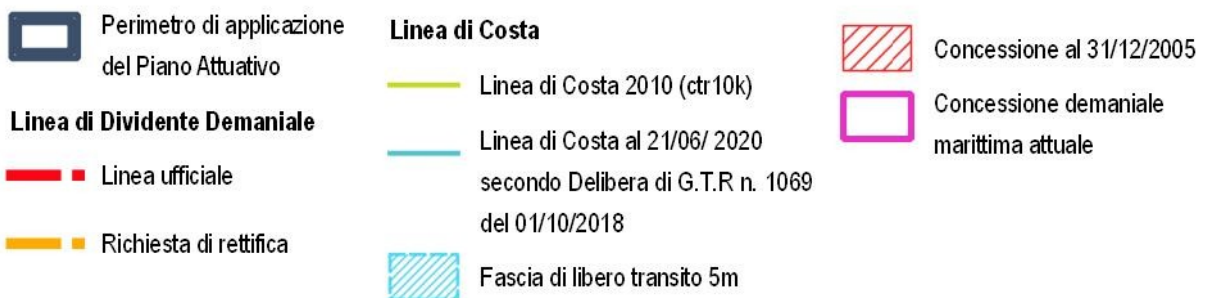 Perimetro di applicazione
del Piano Attuativo
Linea di Dividente Demaniale
Linea ufficiale
Richiesta di rettifica
Linea di Costa
Linea di Costa 2010 (ctr10k)
Linea di Costa al 21/06/ 2020
secondo Delibera di G.T.R n. 1069
del 01/10/2018
Fascia di libero transito 5m
Concessione al 31/12/2005
Concessione demaniale
marittima attuale